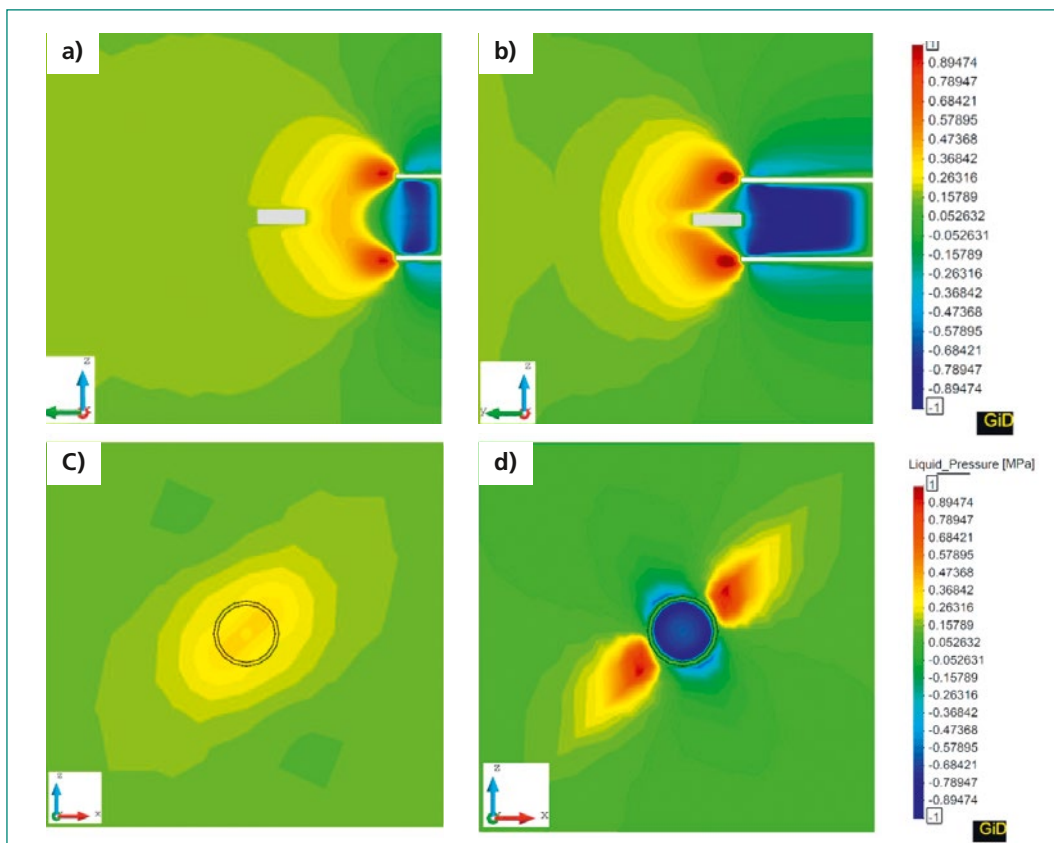 a)
b)
1
0.89474
0.78947
0.68421
0.57895
0.47368
0.36842
0.26316
0.15789
0.052632
-0.052631
-0.15789
-0.26316
-0.36842
-0.47368
-0.57895
-0.68421
-0.78947
-0.89474
-1
GiD
z
z
y
C)
d)
Liquid_Pressure [MPa]
1
0.89474
0.78947
0.68421
0.57895
0.47368
0.36842
0.26316
0.15789
0.052632
-0.052631
-0.15789
-0.26316
-0.36842
-0.47368
-0.57895
-0.68421
-0.78947
-0.89474
-1
GiD
z
x
z
X